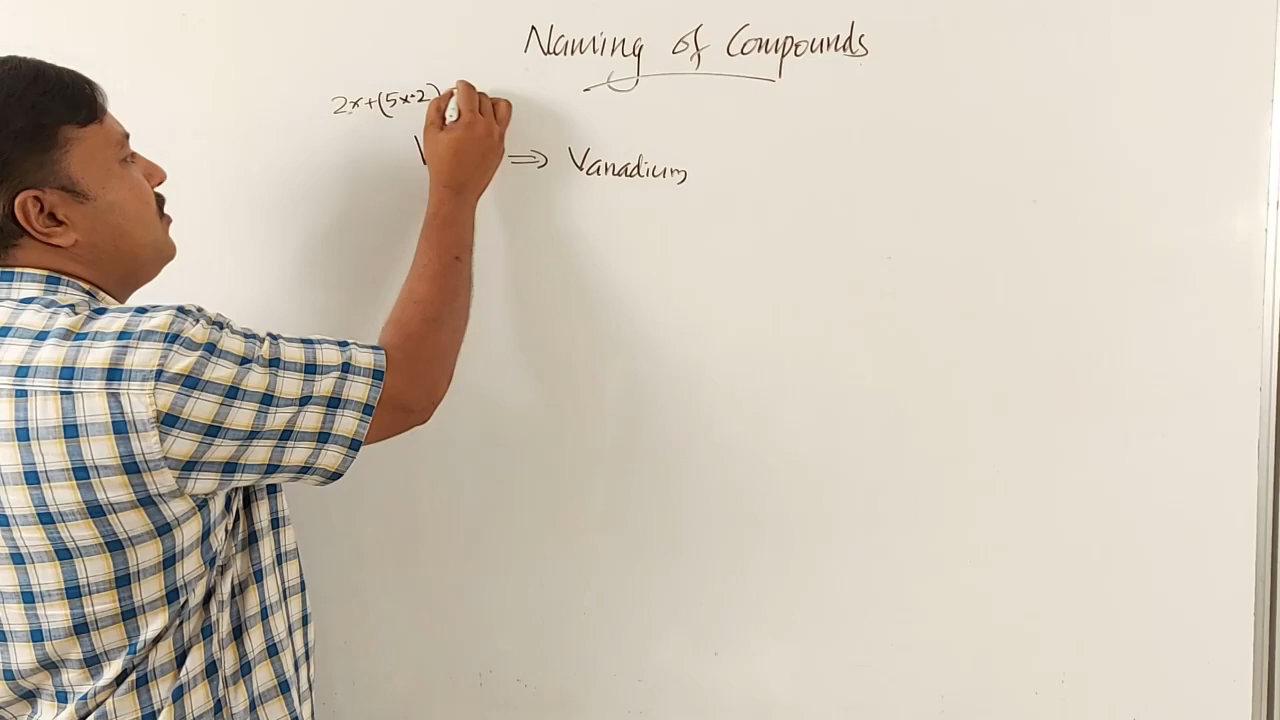 Naming of Compounds
2x+(5x-2)
V ⇒ Vanadium